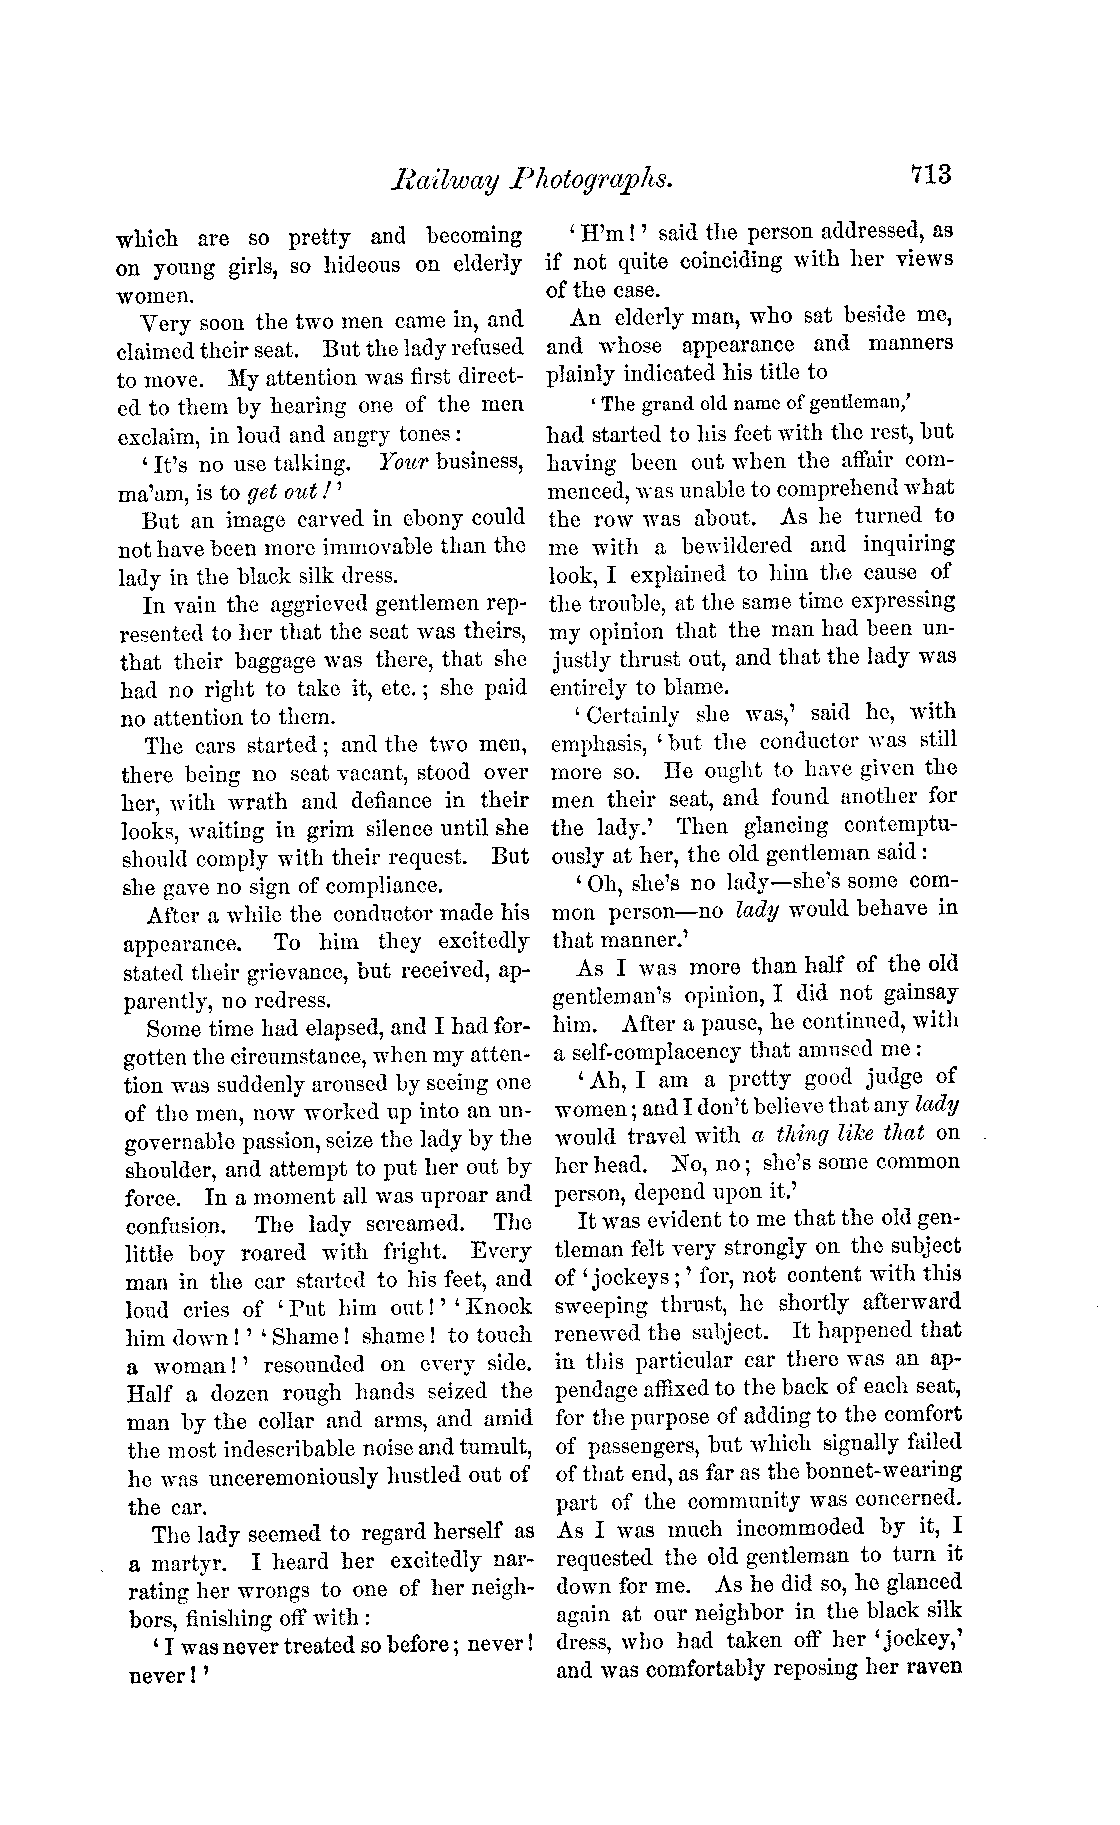 Railway Photographs. 713
which are so pretty and becoming
on young girls, so hideous on elderly
women.
Very soon the two men came in, and
claimed their seat. But the lady refused
to move. My attention was first direct-
ed to them by hearing one of the men
exclaim, in loud and angry tones:
'It's no use talking. Your business,
ma'am, is to get out!'
But an image carved in ebony could
not have been more immovable than the
lady in the black silk dress.
In vain the aggrieved gentlemen rep-
resented to her that the seat was theirs,
that their baggage was there, that she
had no right to take it, etc.; she paid
no attention to them.
The cars started; and the two men,
there being no seat vacant, stood over
her, with wrath and defiance in their
looks, waiting in grim silence until she
should comply with their request. But
she gave no sign of compliance.
After a while the conductor made his
appearance. To him they excitedly
stated their grievance, but received, ap-
parently, no redress.
Some time had elapsed, and I had for-
gotten the circumstance, when my atten-
tion was suddenly aroused by seeing one
of the men, now worked up into an un-
governable passion, seize the lady by the
shoulder, and attempt to put her out by
force. In a moment all was uproar and
confusion. The lady screamed. The
little boy roared with fright. Every
man in the car started to his feet, and
loud cries of 'Put him out!' 'Knock
him down!' 'Shame! shame! to touch
a woman!' resounded on every side.
Half a dozen rough hands seized the
man by the collar and arms, and amid
the most indescribable noise and tumult,
he was unceremoniously hustled out of
the car.
The lady seemed to regard herself as
a martyr. I heard her excitedly nar-
rating her wrongs to one of her neigh-
bors, finishing off with:
'I was never treated so before; never!
never!'
'H'm!' said the person addressed, as
if not quite coinciding with her views
of the case.
An elderly man, who sat beside me,
and whose appearance and manners
plainly indicated his title to
'The grand old name of gentleman,'
had started to his feet with the rest, but
having been out when the affair com-
menced, was unable to comprehend what
the row was about. As he turned to
me with a bewildered and inquiring
look, I explained to him the cause of
the trouble, at the same time expressing
my opinion that the man had been un-
justly thrust out, and that the lady was
entirely to blame.
'Certainly she was,' said he, with
emphasis, 'but the conductor was still
more so. He ought to have given the
men their seat, and found another for
the lady.' Then glancing contemptu-
ously at her, the old gentleman said:
'Oh, she's no lady—she's some com-
mon person—no lady would behave in
that manner.'
As I was more than half of the old
gentleman's opinion, I did not gainsay
him. After a pause, he continued, with
a self-complacency that amused me:
'Ah, I am a pretty good judge of
women; and I don't believe that any lady
would travel with a thing like that on
her head. No, no; she's some common
person, depend upon it.'
It was evident to me that the old gen-
tleman felt very strongly on the subject
of 'jockeys;' for, not content with this
sweeping thrust, he shortly afterward
renewed the subject. It happened that
in this particular car there was an ap-
pendage affixed to the back of each seat,
for the purpose of adding to the comfort
of passengers, but which signally failed
of that end, as far as the bonnet-wearing
part of the community was concerned.
As I was much incommoded by it, I
requested the old gentleman to turn it
down for me. As he did so, he glanced
again at our neighbor in the black silk
dress, who had taken off her 'jockey,'
and was comfortably reposing her raven